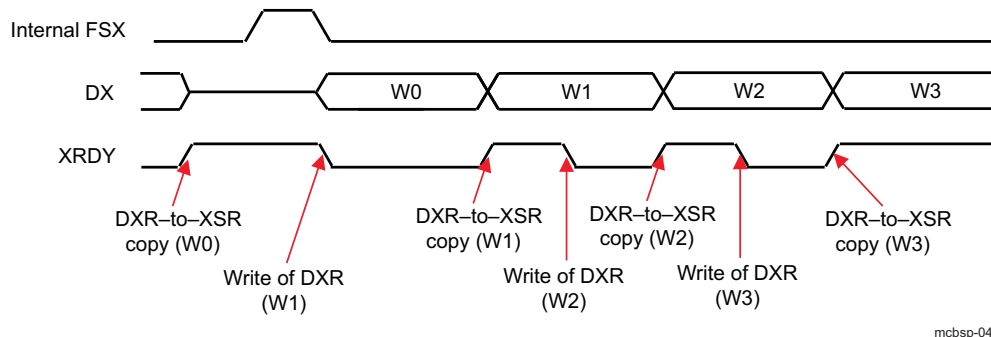 Internal FSX
DX
W0
W1
W2
W3
XRDY
DXR–to–XSR
copy (W0)
Write of DXR
(W1)
DXR–to–XSR
copy (W1)
Write of DXR
(W2)
DXR–to–XSR
copy (W2)
Write of DXR
(W3)
DXR–to–XSR
copy (W3)
mcbsp-04